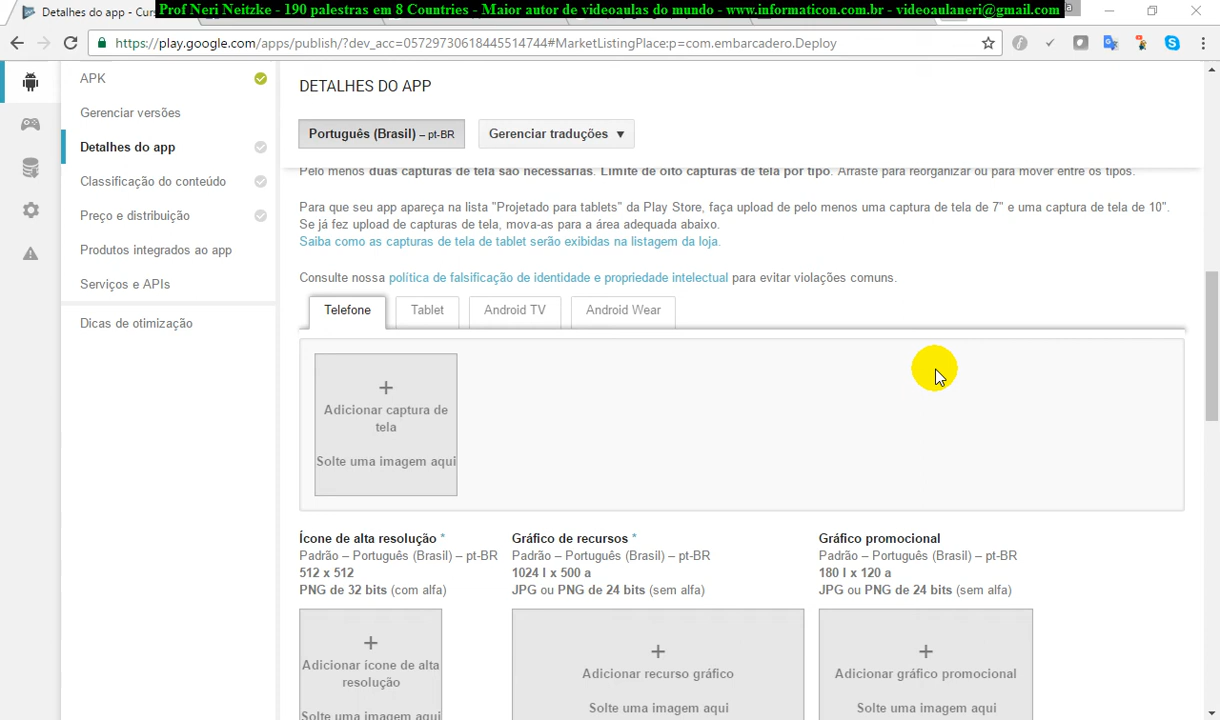 Detalhes do app - Curs
Prof Neri Neitzke - 190 palestras em 8 Countries - Maior autor de videoaulas do mundo - www.informaticon.com.br - videoaulaneri@gmail.com
https://play.google.com/apps/publish/?dev_acc=05729730618445514744#MarketListingPlace:p=com.embarcadero.Deploy
APK
Gerenciar versões
Detalhes do app
Classificação do conteúdo
Preço e distribuição
Produtos integrados ao app
Serviços e APIs
Dicas de otimização
DETALHES DO APP
Português (Brasil) – pt-BR
Gerenciar traduções
Pelo menos duas capturas de tela são necessárias. Limite de oito capturas de tela por tipo. Arraste para reorganizar ou para mover entre os tipos.
Para que seu app apareça na lista "Projetado para tablets" da Play Store, faça upload de pelo menos uma captura de tela de 7" e uma captura de tela de 10".
Se já fez upload de capturas de tela, mova-as para a área adequada abaixo.
Saiba como as capturas de tela de tablet serão exibidas na listagem da loja.
Consulte nossa política de falsificação de identidade e propriedade intelectual para evitar violações comuns.
Telefone Tablet Android TV Android Wear
+
Adicionar captura de
tela
Solte uma imagem aqui
Ícone de alta resolução *
Padrão – Português (Brasil) – pt-BR
512 x 512
PNG de 32 bits (com alfa)
+
Adicionar ícone de alta
resolução
Solte uma imagem aqui
Gráfico de recursos *
Padrão – Português (Brasil) – pt-BR
1024 l x 500 a
JPG ou PNG de 24 bits (sem alfa)
+
Adicionar recurso gráfico
Solte uma imagem aqui
Gráfico promocional
Padrão – Português (Brasil) – pt-BR
180 l x 120 a
JPG ou PNG de 24 bits (sem alfa)
+
Adicionar gráfico promocional
Solte uma imagem aqui